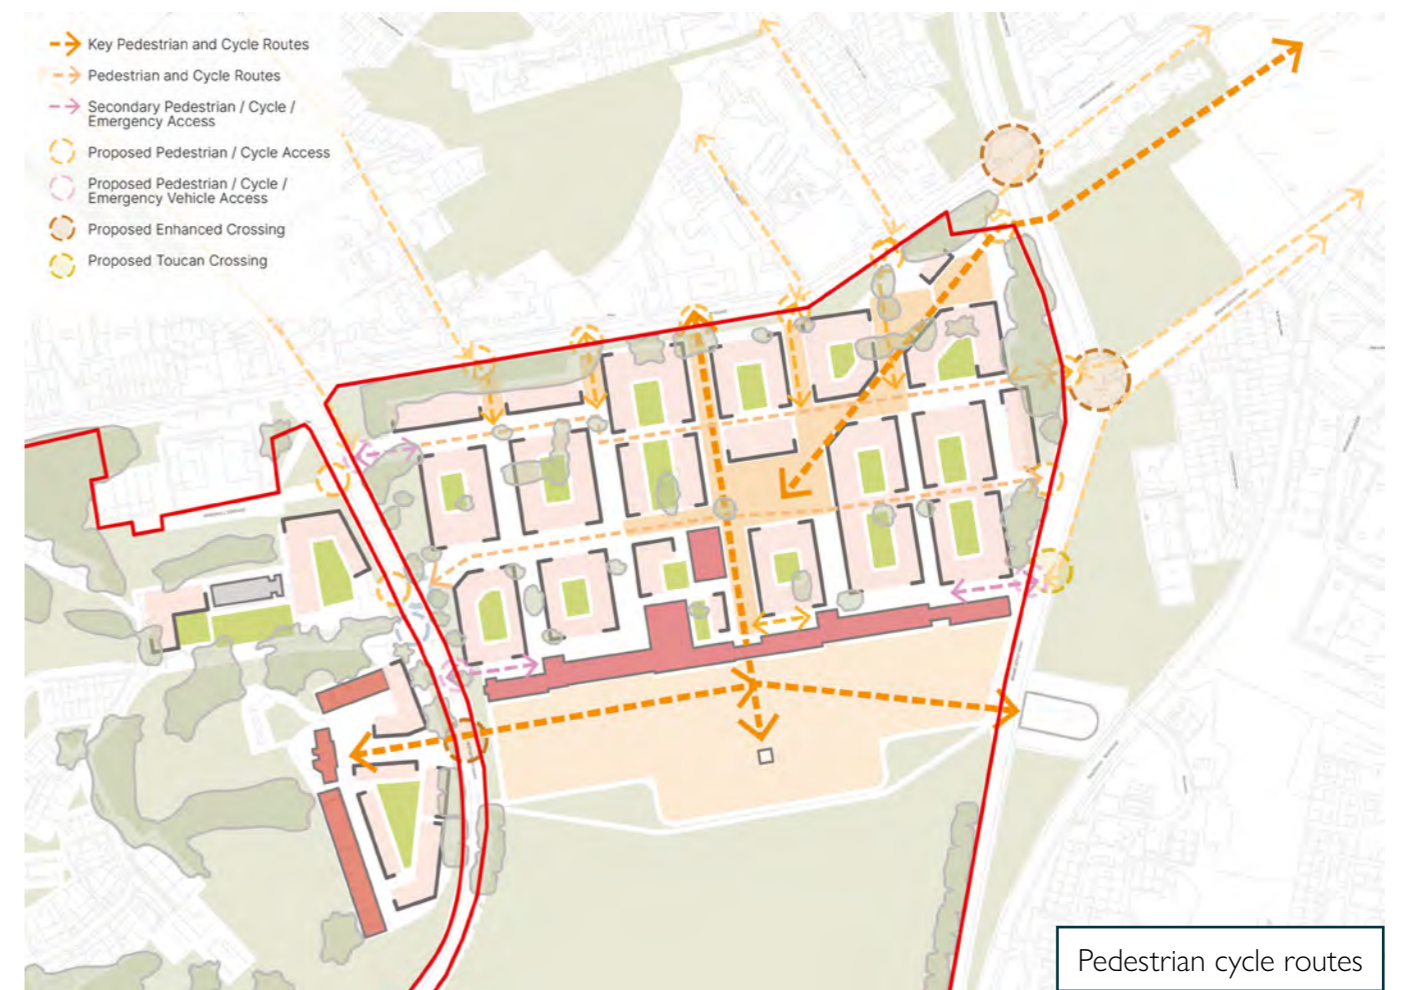 Key Pedestrian and Cycle Routes
Pedestrian and Cycle Routes
Secondary Pedestrian / Cycle /
Emergency Access
Proposed Pedestrian / Cycle Access
Proposed Pedestrian / Cycle /
Emergency Vehicle Access
Proposed Enhanced Crossing
Proposed Toucan Crossing
Pedestrian cycle routes